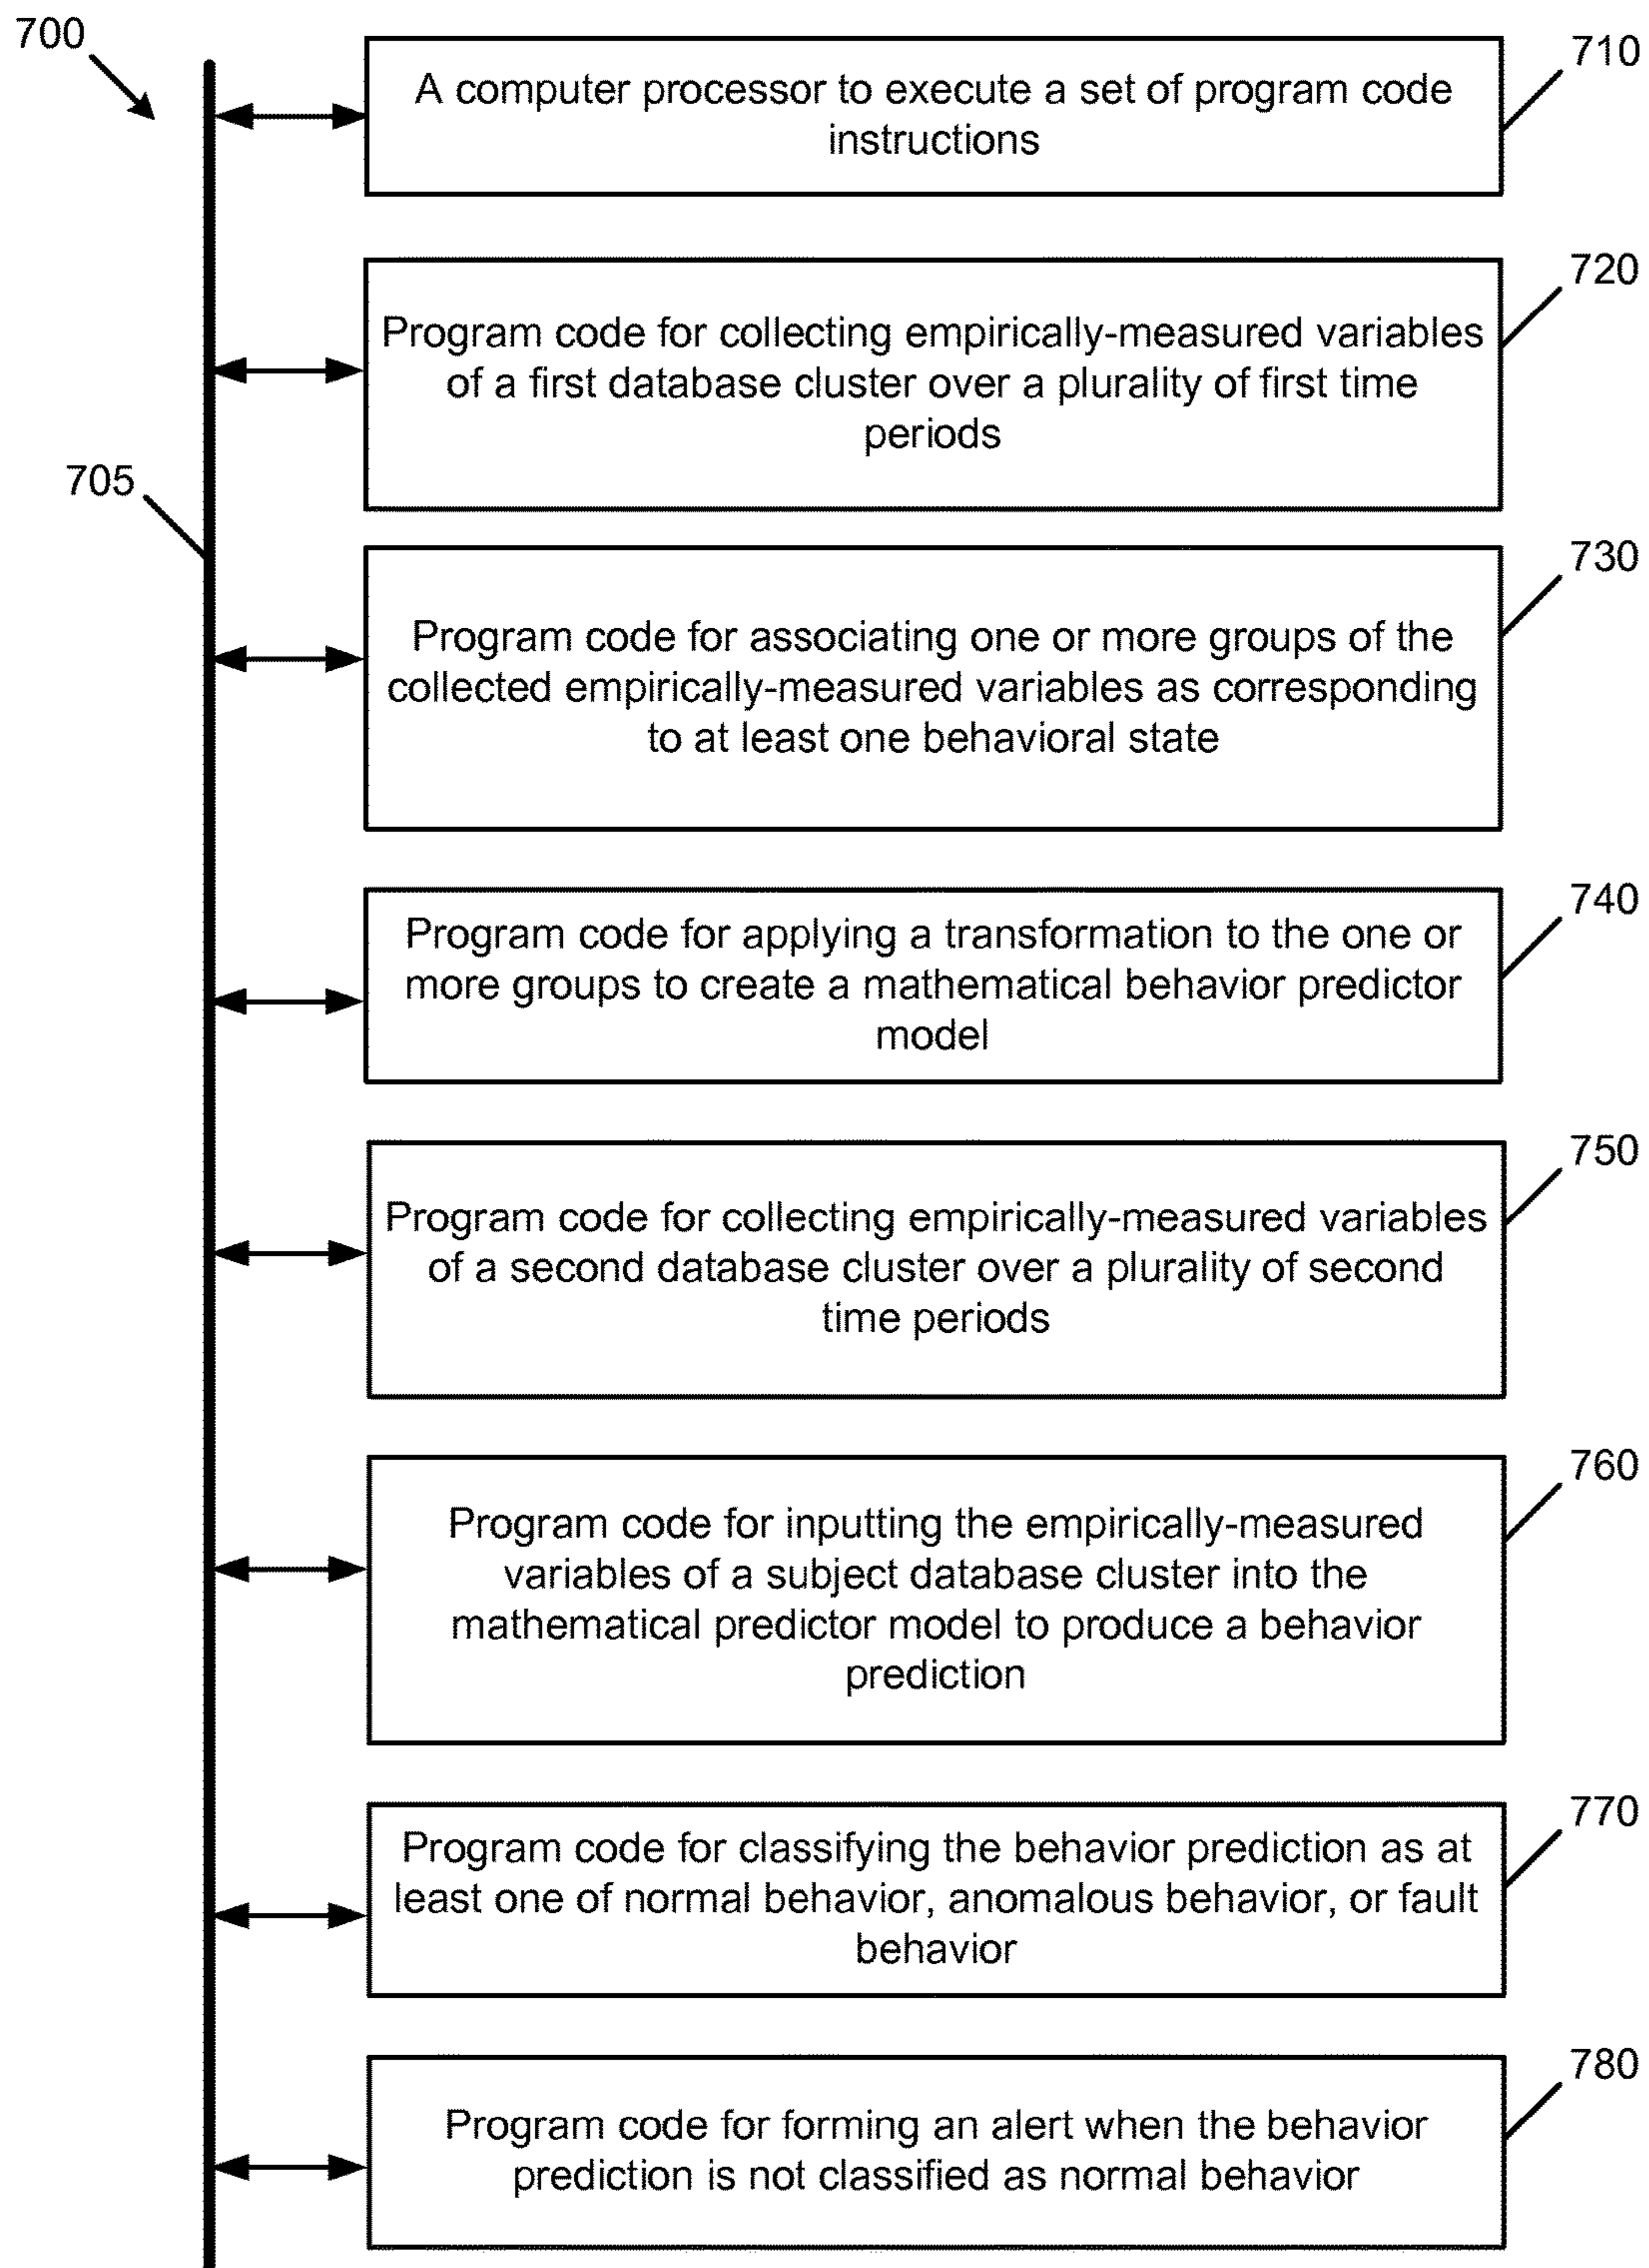 700
710
A computer processor to execute a set of program code
instructions
720
Program code for collecting empirically-measured variables
of a first database cluster over a plurality of first time
periods
705
730
Program code for associating one or more groups of the
collected empirically-measured variables as corresponding
to at least one behavioral state
740
Program code for applying a transformation to the one or
more groups to create a mathematical behavior predictor
model
750
Program code for collecting empirically-measured variables
of a second database cluster over a plurality of second
time periods
760
Program code for inputting the empirically-measured
variables of a subject database cluster into the
mathematical predictor model to produce a behavior
prediction
770
Program code for classifying the behavior prediction as at
least one of normal behavior, anomalous behavior, or fault
behavior
780
Program code for forming an alert when the behavior
prediction is not classified as normal behavior